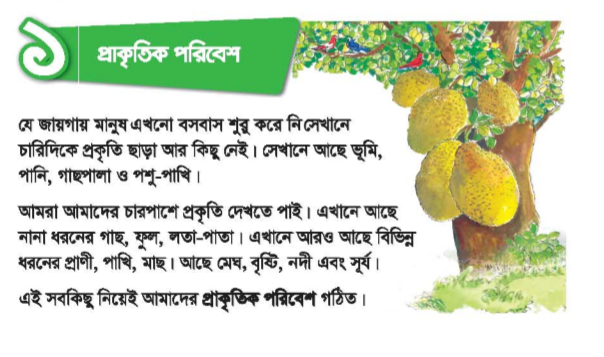 ১ প্রাকৃতিক পরিবেশ
যে জায়গায় মানুষ এখনো বসবাস শুরু করে নি সেখানে
চারিদিকে প্রকৃতি ছাড়া আর কিছু নেই। সেখানে আছে ভূমি,
পানি, গাছপালা ও পশু-পাখি।
আমরা আমাদের চারপাশে প্রকৃতি দেখতে পাই। এখানে আছে
নানা ধরনের গাছ, ফুল, লতা-পাতা। এখানে আরও আছে বিভিন্ন
ধরনের প্রাণী, পাখি, মাছ। আছে মেঘ, বৃষ্টি, নদী এবং সূর্য।
এই সবকিছু নিয়েই আমাদের প্রাকৃতিক পরিবেশ গঠিত।